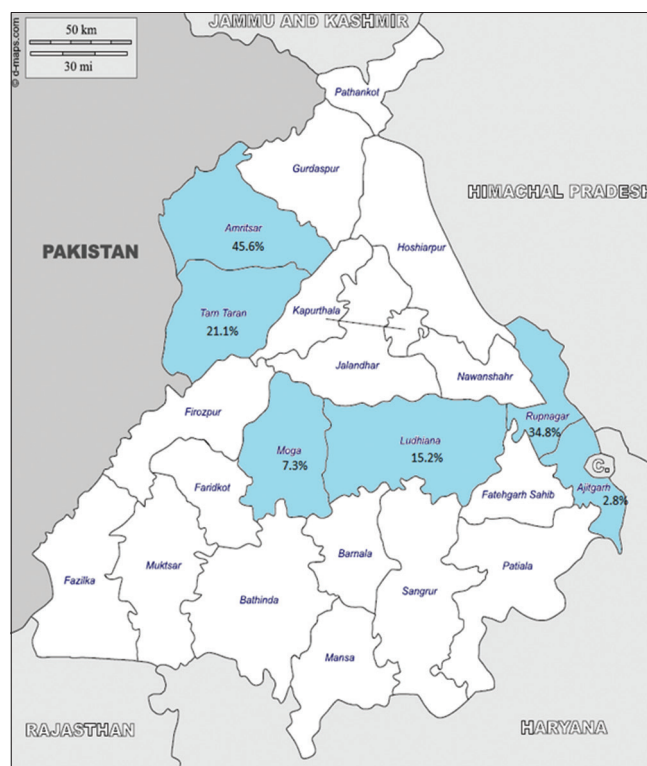 JAMMU AND KASHMIR
50 km
30 mi
© d-maps.com
Pathankot
Gurdaspur
HIMACHAL PRADESH
Amritsar
45.6%
PAKISTAN
Hoshiarpur
Tarn Taran
21.1%
Kapurthala
Jalandhar
Nawanshahr
Firozpur
Rupnagar
34.8%
Moga
7.3%
Ludhiana
15.2%
C.
Faridkot
Ajitgarh
2.8%
Fatehgarh Sahib
Fazilka
Muktsar
Barnala
Patiala
Bathinda
Sangrur
Mansa
RAJASTHAN
HARYANA